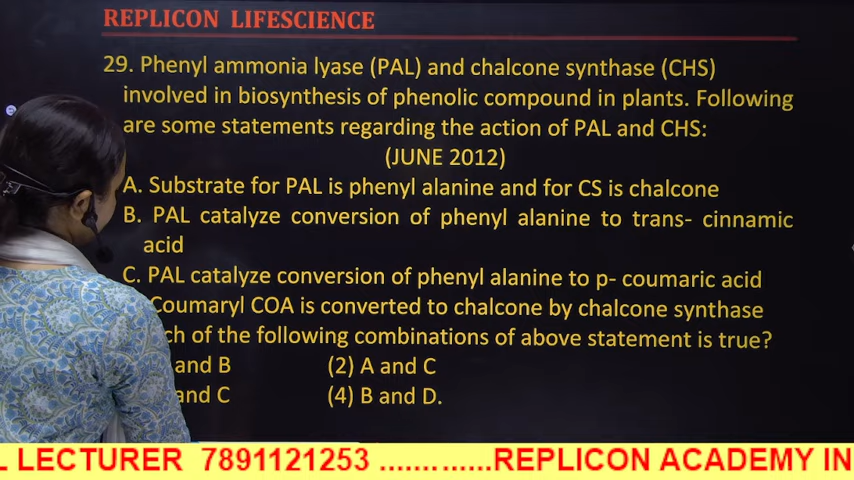 REPLICON LIFESCIENCE
29. Phenyl ammonia lyase (PAL) and chalcone synthase (CHS)
involved in biosynthesis of phenolic compound in plants. Following
are some statements regarding the action of PAL and CHS:
(JUNE 2012)
A. Substrate for PAL is phenyl alanine and for CS is chalcone
B. PAL catalyze conversion of phenyl alanine to trans- cinnamic
acid
C. PAL catalyze conversion of phenyl alanine to p- coumaric acid
Coumaryl COA is converted to chalcone by chalcone synthase
of the following combinations of above statement is true?
and B (2) A and C
and C (4) B and D.
L LECTURER 7891121253 .............REPLICON ACADEMY IN